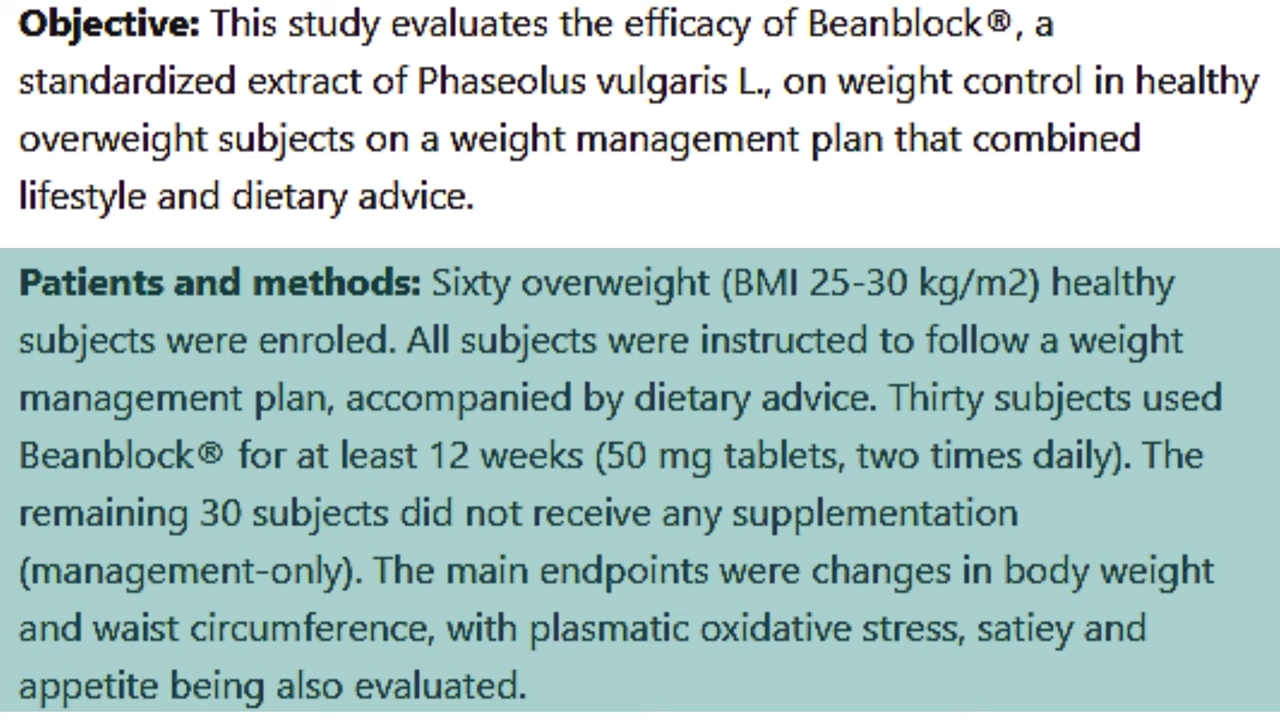 Objective: This study evaluates the efficacy of Beanblock®, a
standardized extract of Phaseolus vulgaris L., on weight control in healthy
overweight subjects on a weight management plan that combined
lifestyle and dietary advice.
Patients and methods: Sixty overweight (BMI 25-30 kg/m2) healthy
subjects were enroled. All subjects were instructed to follow a weight
management plan, accompanied by dietary advice. Thirty subjects used
Beanblock® for at least 12 weeks (50 mg tablets, two times daily). The
remaining 30 subjects did not receive any supplementation
(management-only). The main endpoints were changes in body weight
and waist circumference, with plasmatic oxidative stress, satiey and
appetite being also evaluated.